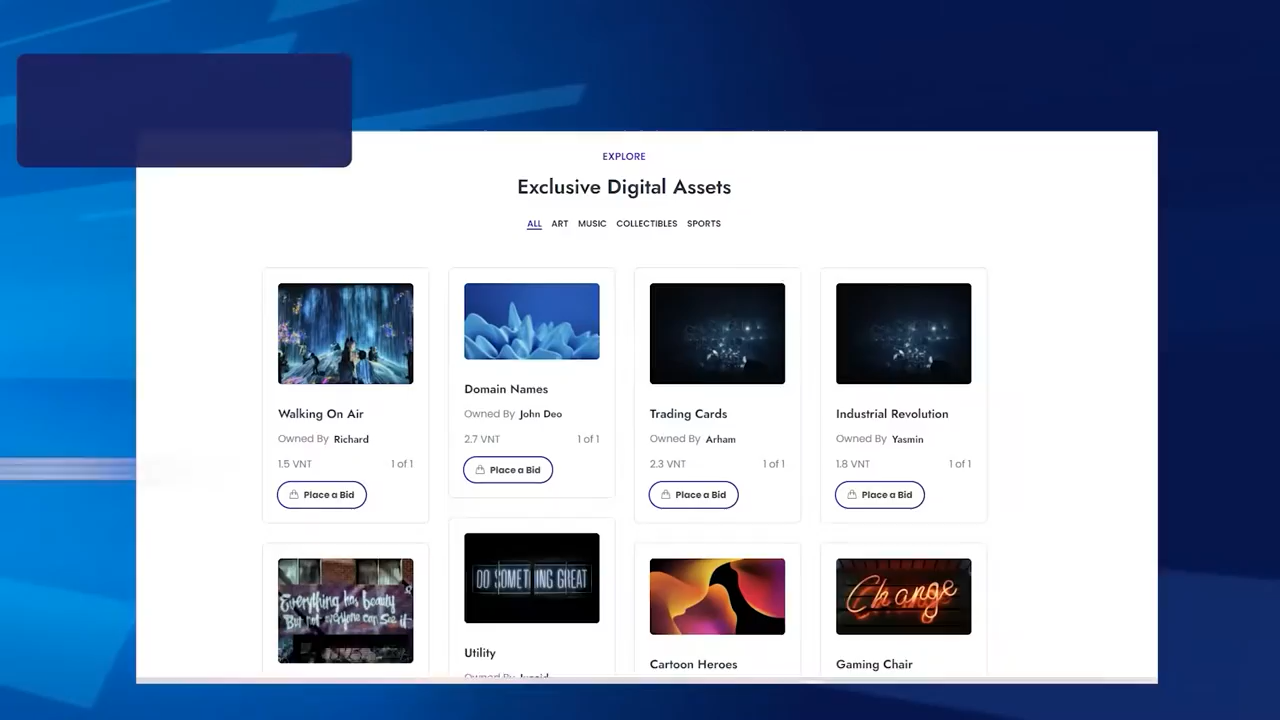 EXPLORE
Exclusive Digital Assets
ALL ART MUSIC COLLECTIBLES SPORTS
Walking On Air
Owned By Richard
1.5 VNT 1 of 1
Place a Bid
Domain Names
Owned By John Deo
2.7 VNT 1 of 1
Place a Bid
Trading Cards
Owned By Arham
2.3 VNT 1 of 1
Place a Bid
Industrial Revolution
Owned By Yasmin
1.8 VNT 1 of 1
Place a Bid
Everything has beauty
But not everyone can see it
DO SOMETHING GREAT
Utility
Owned By
Cartoon Heroes
Change
Gaming Chair